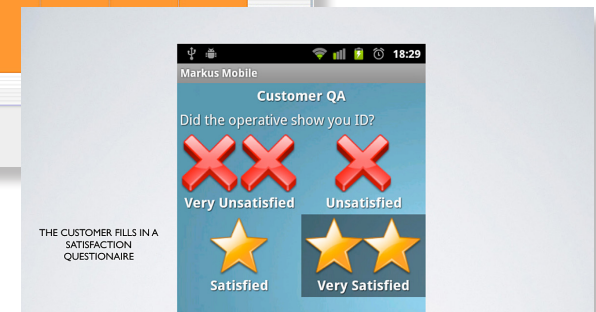 18:29
Markus Mobile
Customer QA
Did the operative show you ID?
Very Unsatisfied
Unsatisfied
THE CUSTOMER FILLS IN A
SATISFACTION
QUESTIONAIRE
Satisfied
Very Satisfied